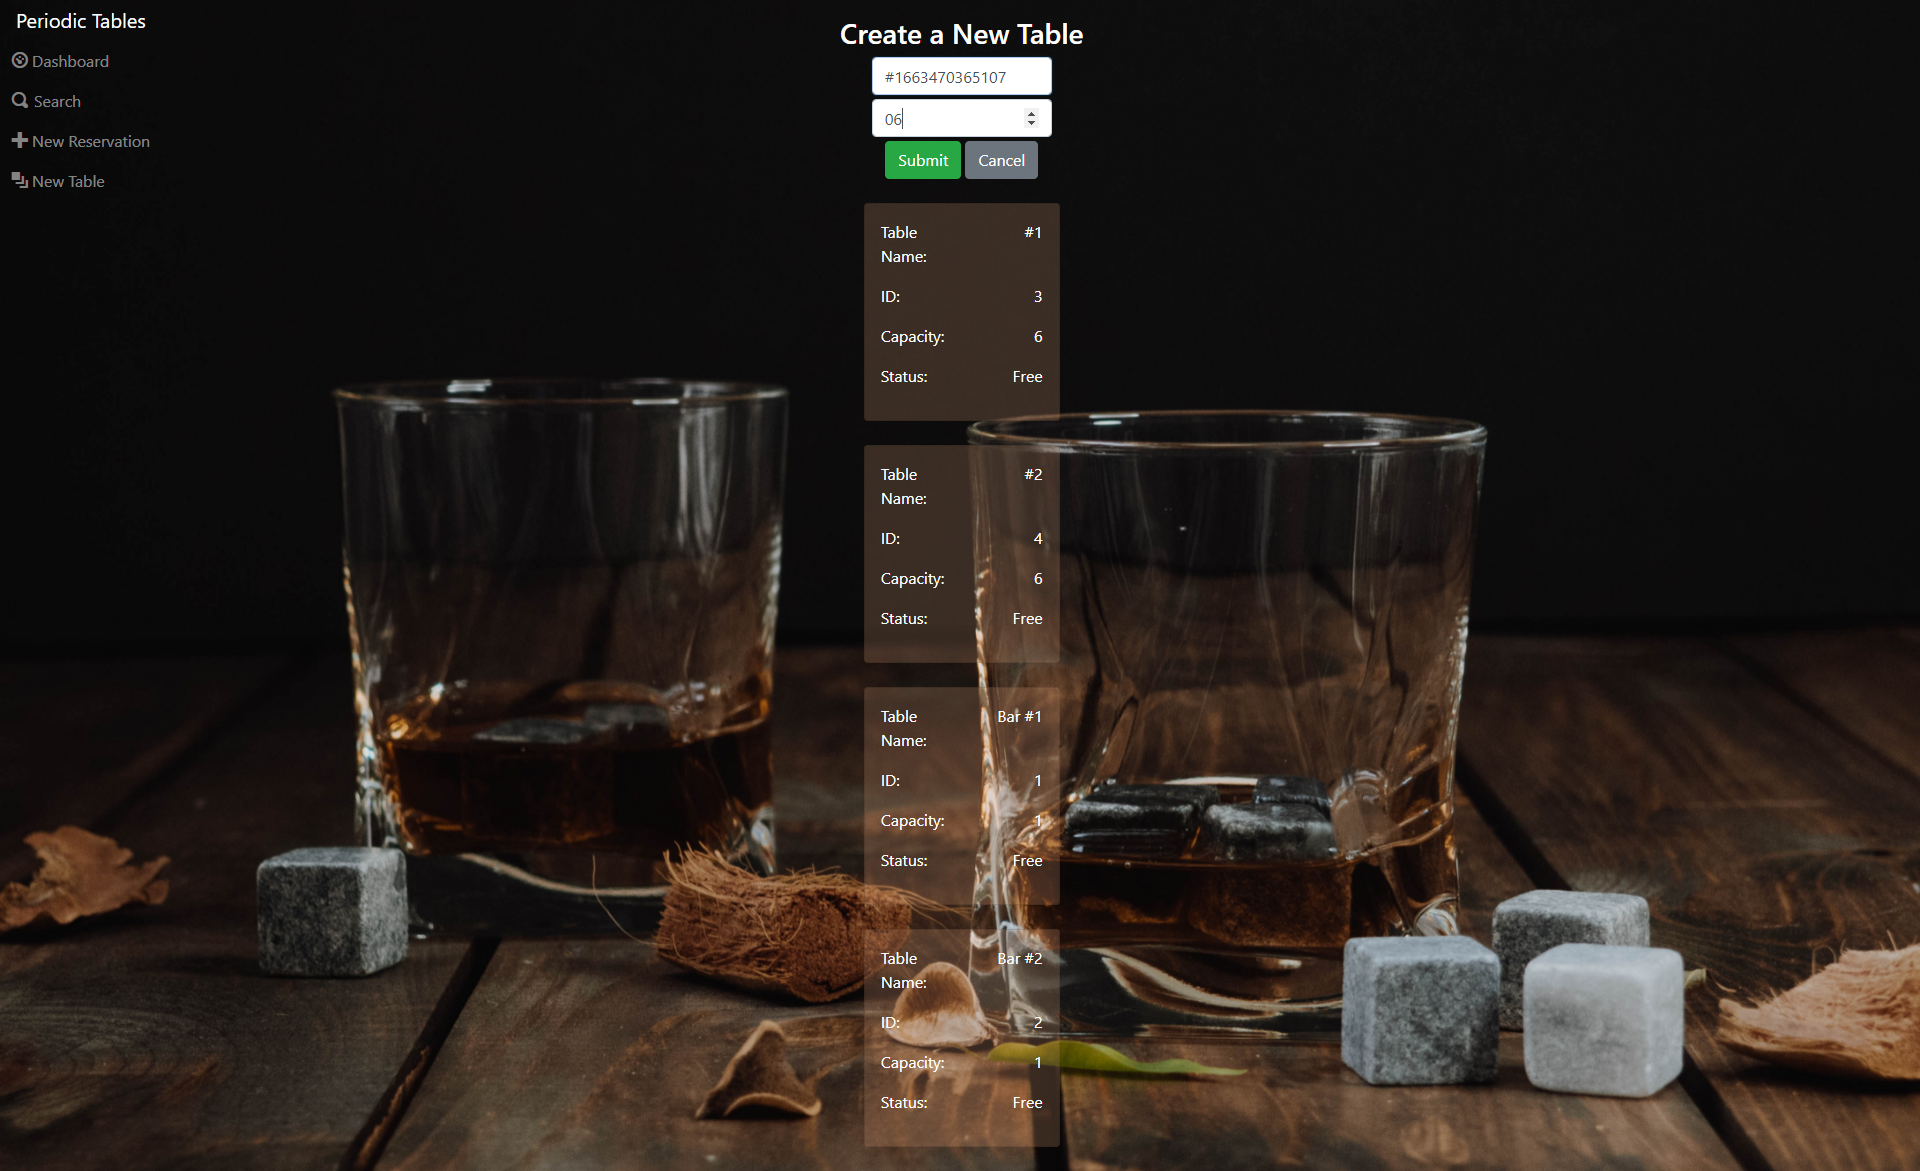 Periodic Tables
Dashboard
Search
New Reservation
New Table
Create a New Table
#1663470365107
06
Submit Cancel
Table Name: #1
ID: 3
Capacity: 6
Status: Free
Table Name: #2
ID: 4
Capacity: 6
Status: Free
Table Name: Bar #1
ID: 1
Capacity: 1
Status: Free
Table Name: Bar #2
ID: 2
Capacity: 1
Status: Free